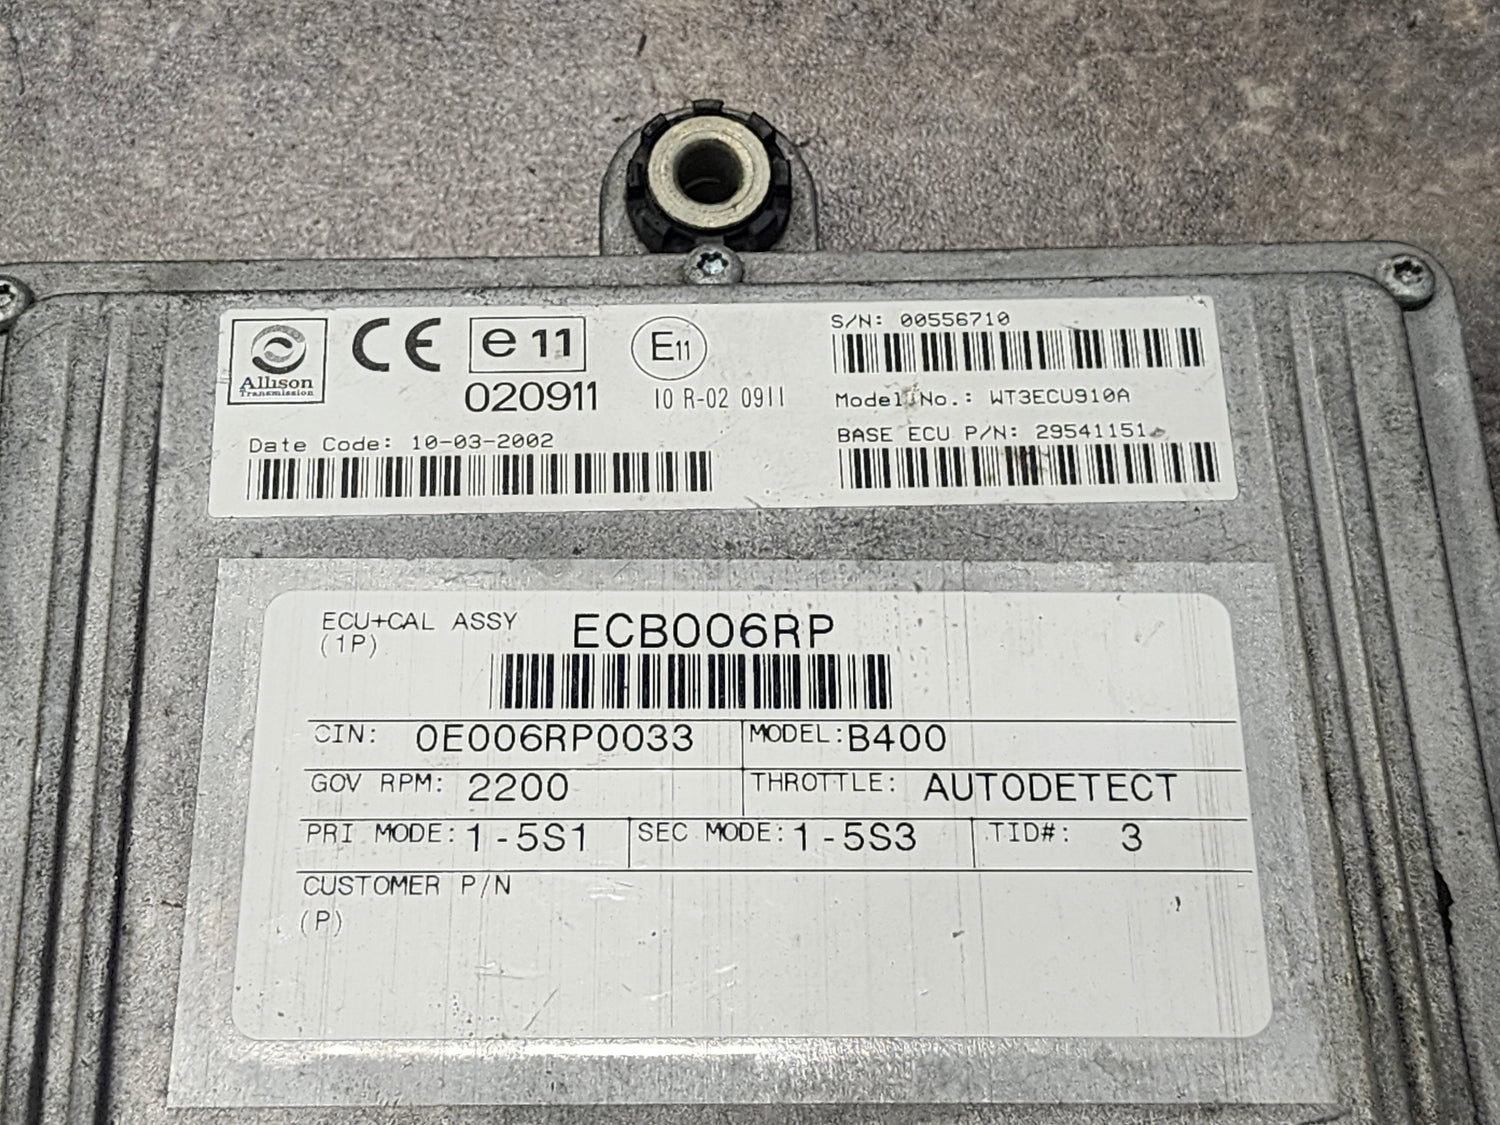 Allison
Transmission
CE
e 11
020911
E11
10 R-02 0911
Date Code: 10-03-2002
S/N: 00556710
Model No.: WT3ECU910A
BASE ECU P/N: 29541151
ECU+CAL ASSY ECB006RP
(1P)
CIN: 0E006RP0033 MODEL: B400
GOV RPM: 2200 THROTTLE: AUTODETECT
PRI MODE: 1-5S1 SEC MODE: 1-5S3 TID#: 3
CUSTOMER P/N
(P)